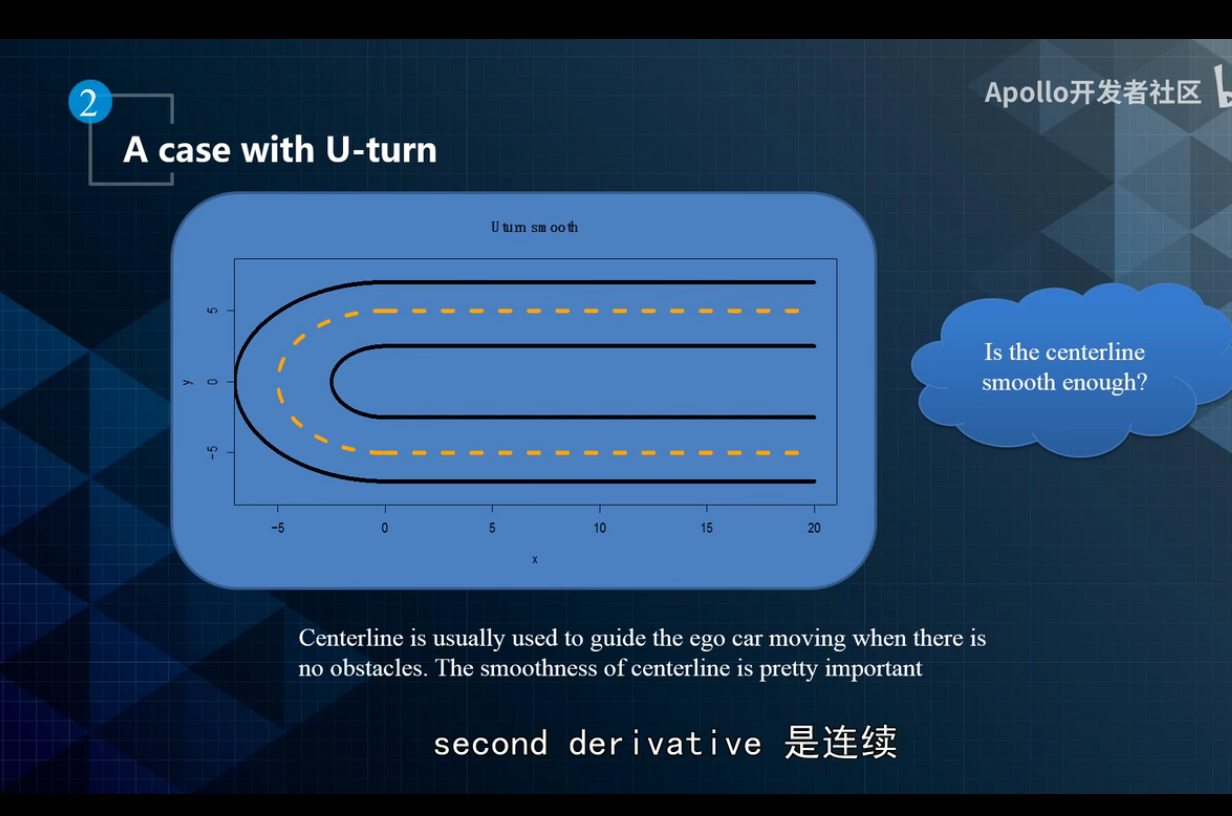 Apollo开发者社区
2
A case with U-turn
U turn smooth
5
0
-5
y
-5 0 5 10 15 20
x
Is the centerline
smooth enough?
Centerline is usually used to guide the ego car moving when there is
no obstacles. The smoothness of centerline is pretty important
second derivative 是连续